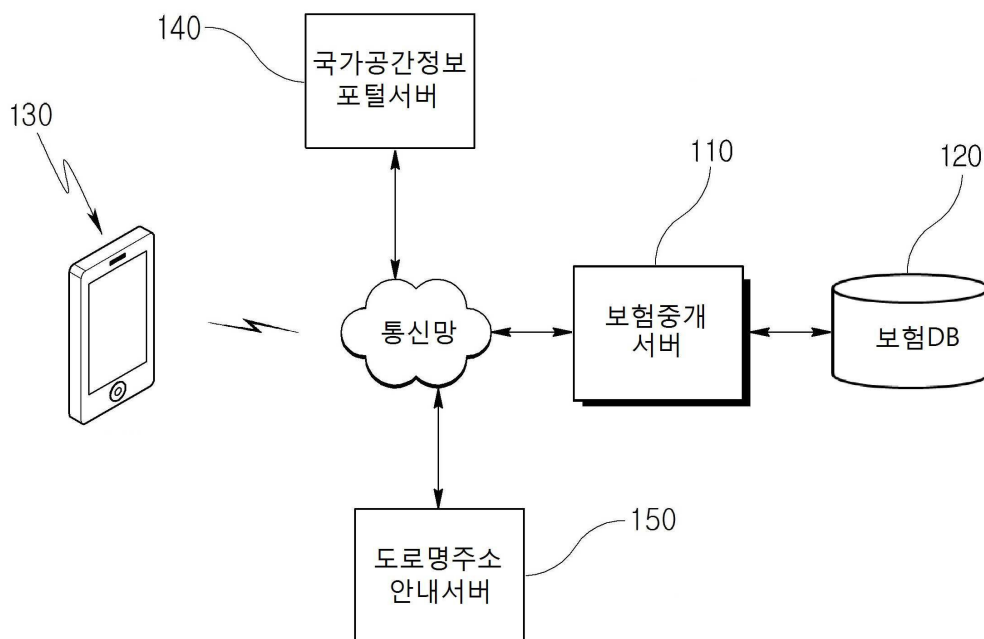 140
국가공간정보
포털서버
130
110
120
통신망
보험중개
서버
보험DB
150
도로명주소
안내서버